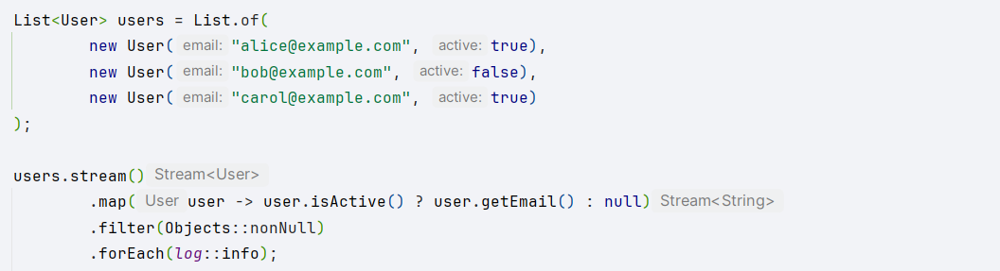 List<User> users = List.of(
        new User( email: "alice@example.com",  active: true),
        new User( email: "bob@example.com",  active: false),
        new User( email: "carol@example.com",  active: true)
);

users.stream() Stream<User>
        .map( User user -> user.isActive() ? user.getEmail() : null) Stream<String>
        .filter(Objects::nonNull)
        .forEach(log::info);